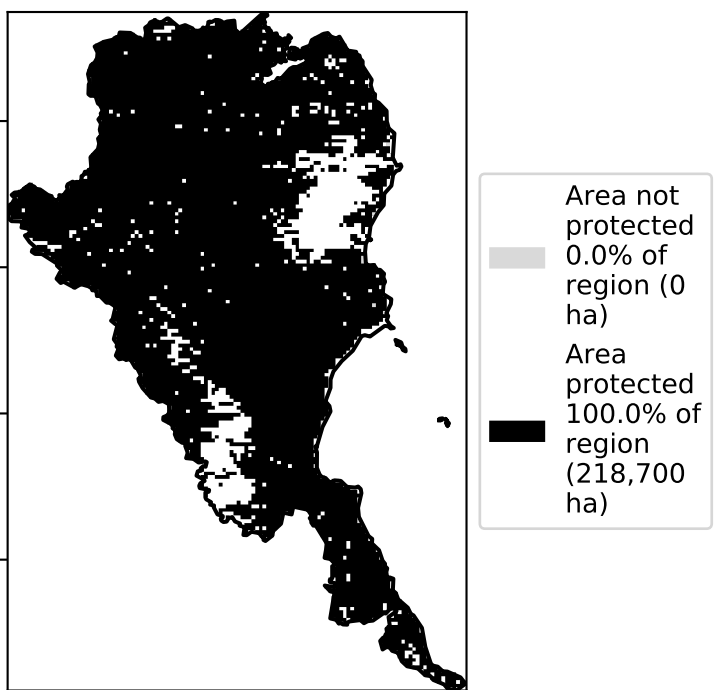 Area not
protected
0.0% of
region (0
ha)
Area
protected
100.0% of
region
(218,700
ha)